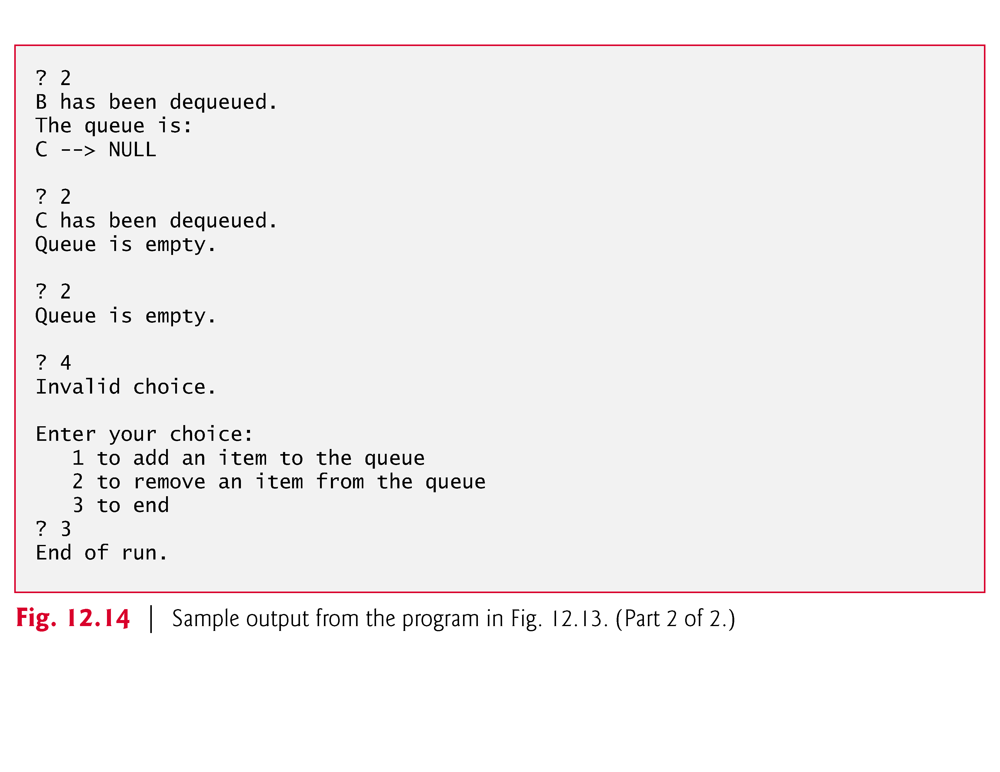 ? 2
B has been dequeued.
The queue is:
C --> NULL

? 2
C has been dequeued.
Queue is empty.

? 2
Queue is empty.

? 4
Invalid choice.

Enter your choice:
   1 to add an item to the queue
   2 to remove an item from the queue
   3 to end
? 3
End of run.
Fig. 12.14 | Sample output from the program in Fig. 12.13. (Part 2 of 2.)